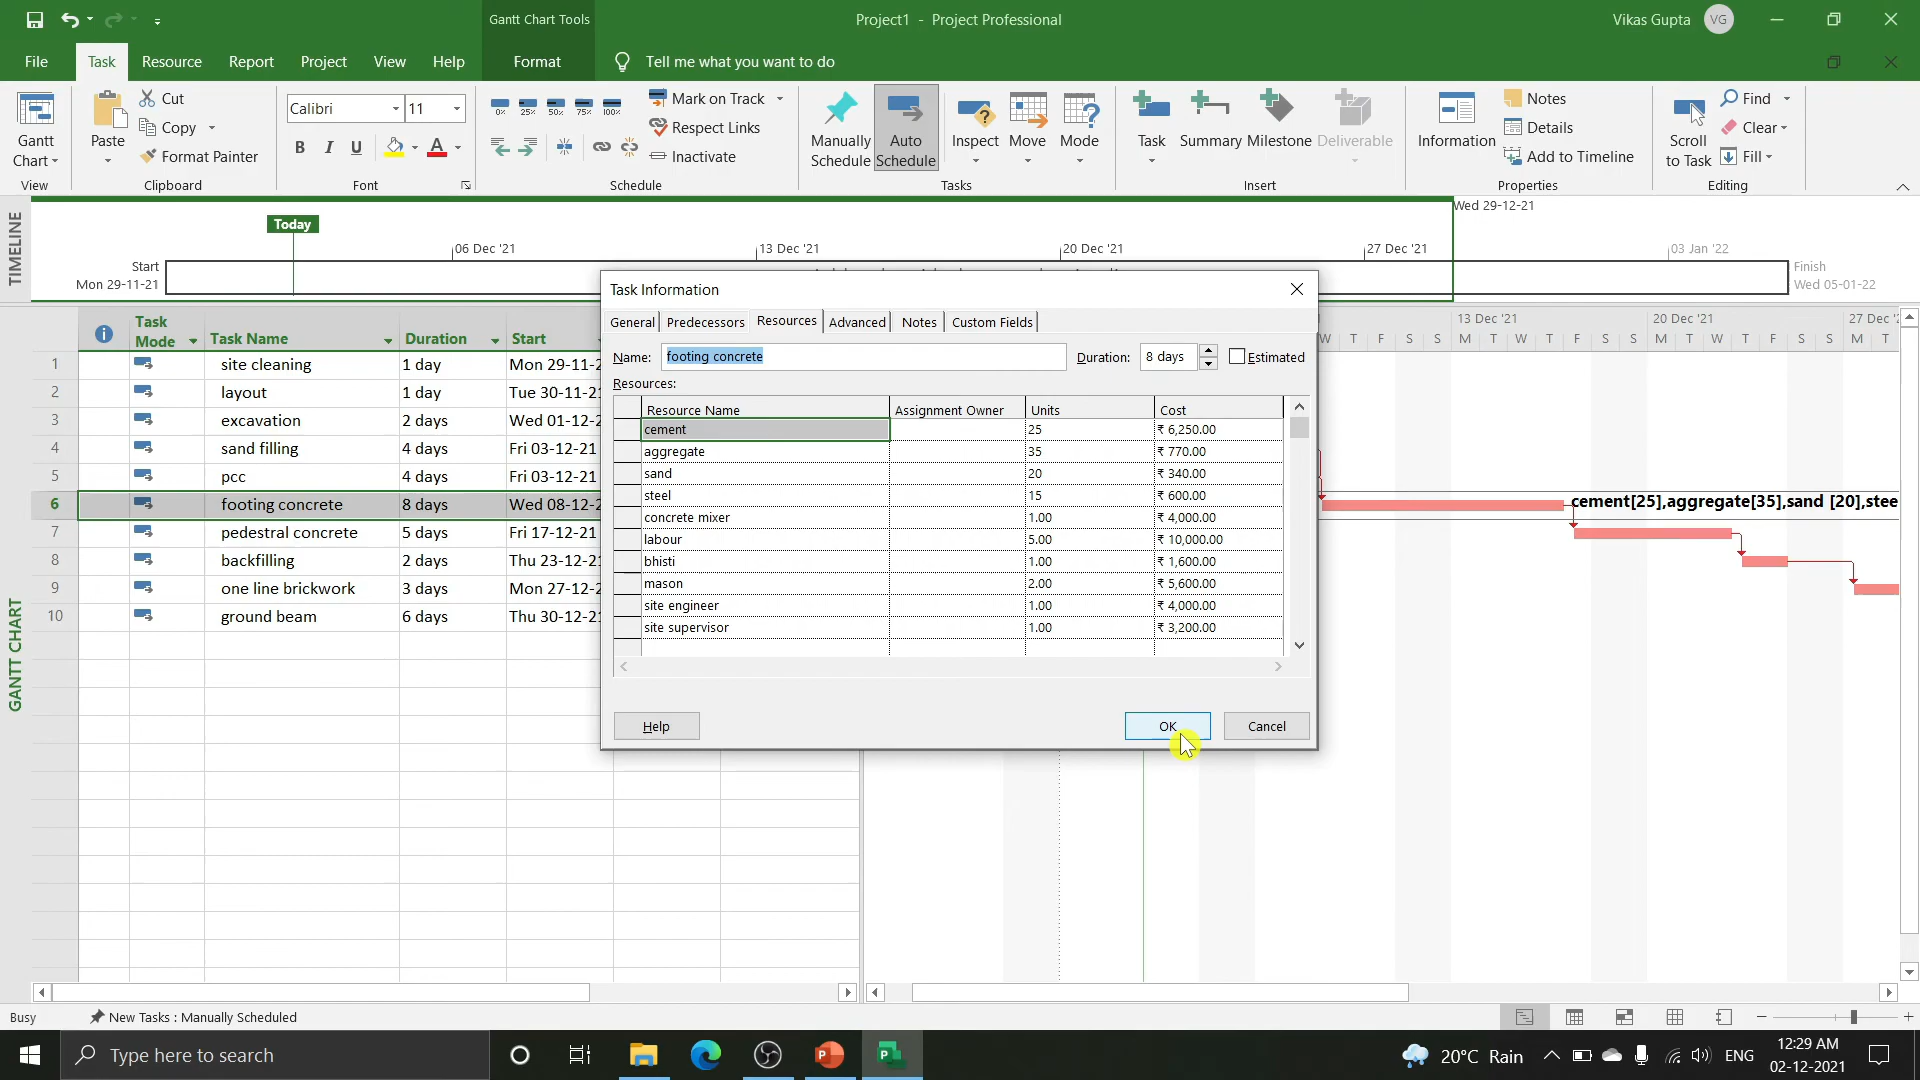 Gantt Chart Tools
Project1 - Project Professional
Vikas Gupta VG
File Task Resource Report Project View Help Format Tell me what you want to do
Gantt Chart
Paste
Cut
Copy
Format Painter
Calibri 11
B I U A
0% 25% 50% 75% 100%
Mark on Track
Respect Links
Inactivate
Manually Schedule
Auto Schedule
Inspect
Move
Mode
Task
Summary
Milestone
Deliverable
Information
Notes
Details
Add to Timeline
Scroll to Task
Find
Clear
Fill
View Clipboard Font Schedule Tasks Insert Properties Editing
TIMELINE
Today
Wed 29-12-21
06 Dec '21 13 Dec '21 20 Dec '21 27 Dec '21 03 Jan '22
Start
Mon 29-11-21
Finish
Wed 05-01-22
GANTT CHART
Task Mode Task Name Duration Start
1 site cleaning 1 day Mon 29-11-2
2 layout 1 day Tue 30-11-21
3 excavation 2 days Wed 01-12-2
4 sand filling 4 days Fri 03-12-21
5 pcc 4 days Fri 03-12-21
6 footing concrete 8 days Wed 08-12-2
7 pedestral concrete 5 days Fri 17-12-21
8 backfilling 2 days Thu 23-12-21
9 one line brickwork 3 days Mon 27-12-2
10 ground beam 6 days Thu 30-12-21
Task Information
General Predecessors Resources Advanced Notes Custom Fields
Name: footing concrete Duration: 8 days Estimated
Resources:
Resource Name Assignment Owner Units Cost
cement 25 ₹ 6,250.00
aggregate 35 ₹ 770.00
sand 20 ₹ 340.00
steel 15 ₹ 600.00
concrete mixer 1.00 ₹ 4,000.00
labour 5.00 ₹ 10,000.00
bhisti 1.00 ₹ 1,600.00
mason 2.00 ₹ 5,600.00
site engineer 1.00 ₹ 4,000.00
site supervisor 1.00 ₹ 3,200.00
Help OK Cancel
13 Dec '21 20 Dec '21 27 Dec '2
W T F S S M T W T F S S M T W T F S S M T
cement[25],aggregate[35],sand [20],stee
Busy New Tasks : Manually Scheduled
Type here to search
20°C Rain
ENG
12:29 AM
02-12-2021